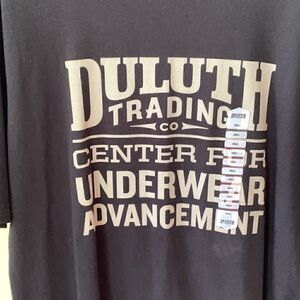 DULUTH
TRADING
CO
CENTER FOR
UNDERWEAR
ADVANCEMENT